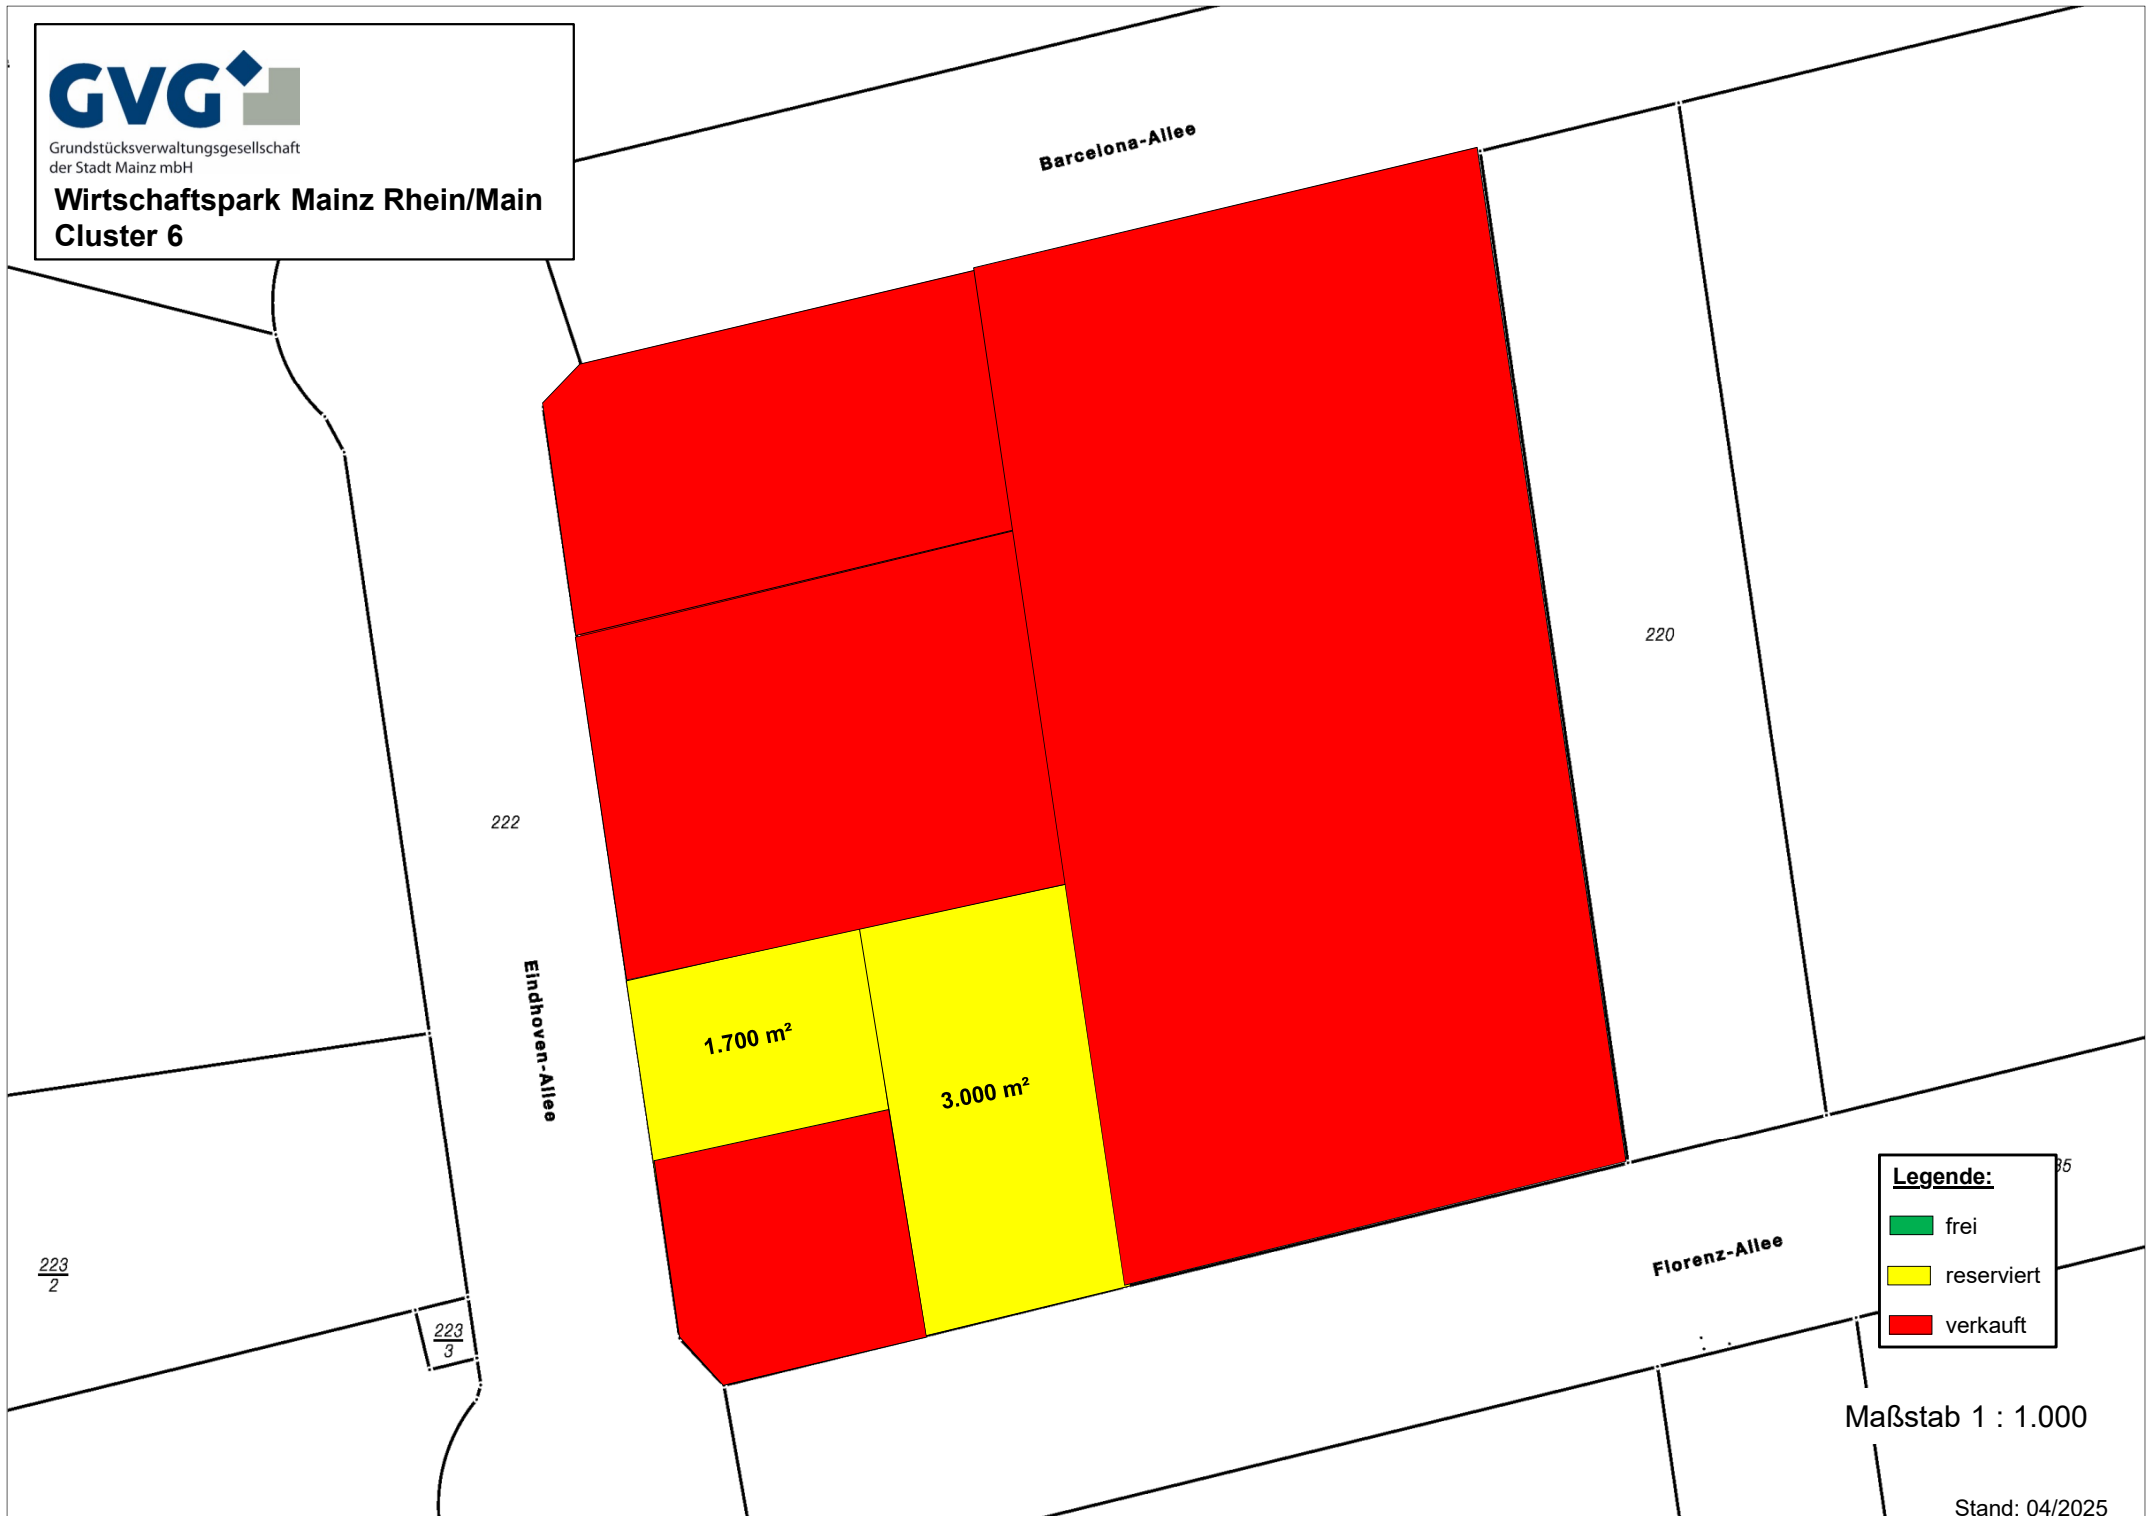 GVG
Grundstücksverwaltungsgesellschaft
der Stadt Mainz mbH
Wirtschaftspark Mainz Rhein/Main
Cluster 6
Barcelona-Allee
220
222
Eindhoven-Allee
1.700 m²
3.000 m²
223
2
223
3
Florenz-Allee
Legende:
frei
reserviert
verkauft
Maßstab 1 : 1.000
Stand: 04/2025